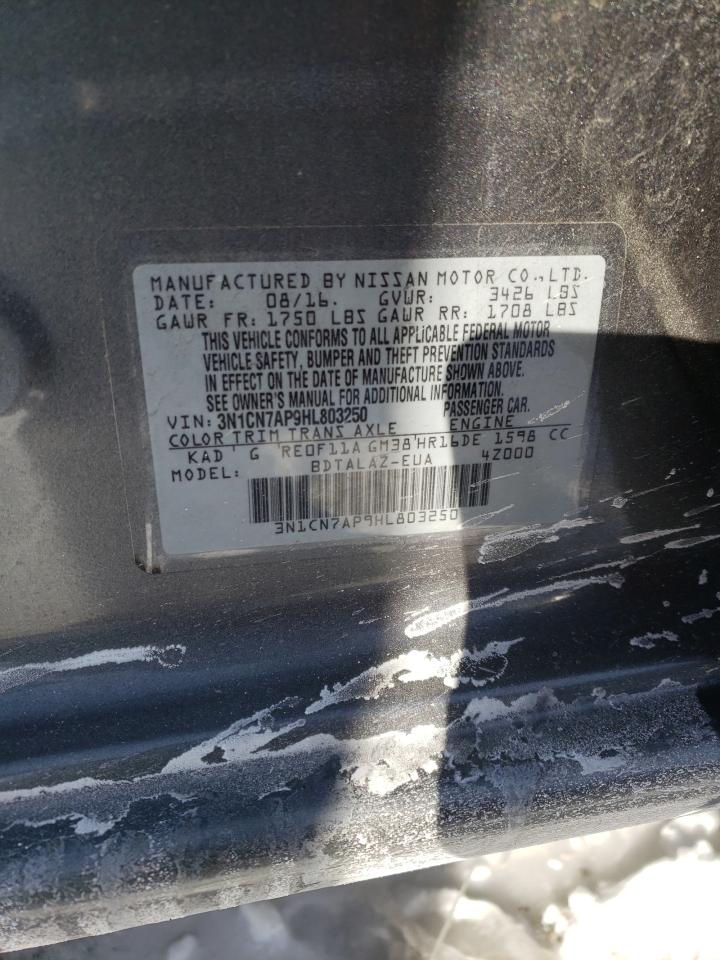 MANUFACTURED BY NISSAN MOTOR CO.,LTD.
DATE: 08/16. GVWR: 3426 LBS
GAWR FR: 1750 LBS GAWR RR: 1708 LBS
THIS VEHICLE CONFORMS TO ALL APPLICABLE FEDERAL MOTOR
VEHICLE SAFETY, BUMPER AND THEFT PREVENTION STANDARDS
IN EFFECT ON THE DATE OF MANUFACTURE SHOWN ABOVE.
SEE OWNER'S MANUAL FOR ADDITIONAL INFORMATION.
VIN: 3N1CN7AP9HL803250 PASSENGER CAR.
COLOR TRIM TRANS AXLE ENGINE
KAD G RE0F11A GM38 HR16DE 1598 CC
MODEL: BDTALAZ-EUA 4Z000
3N1CN7AP9HL803250